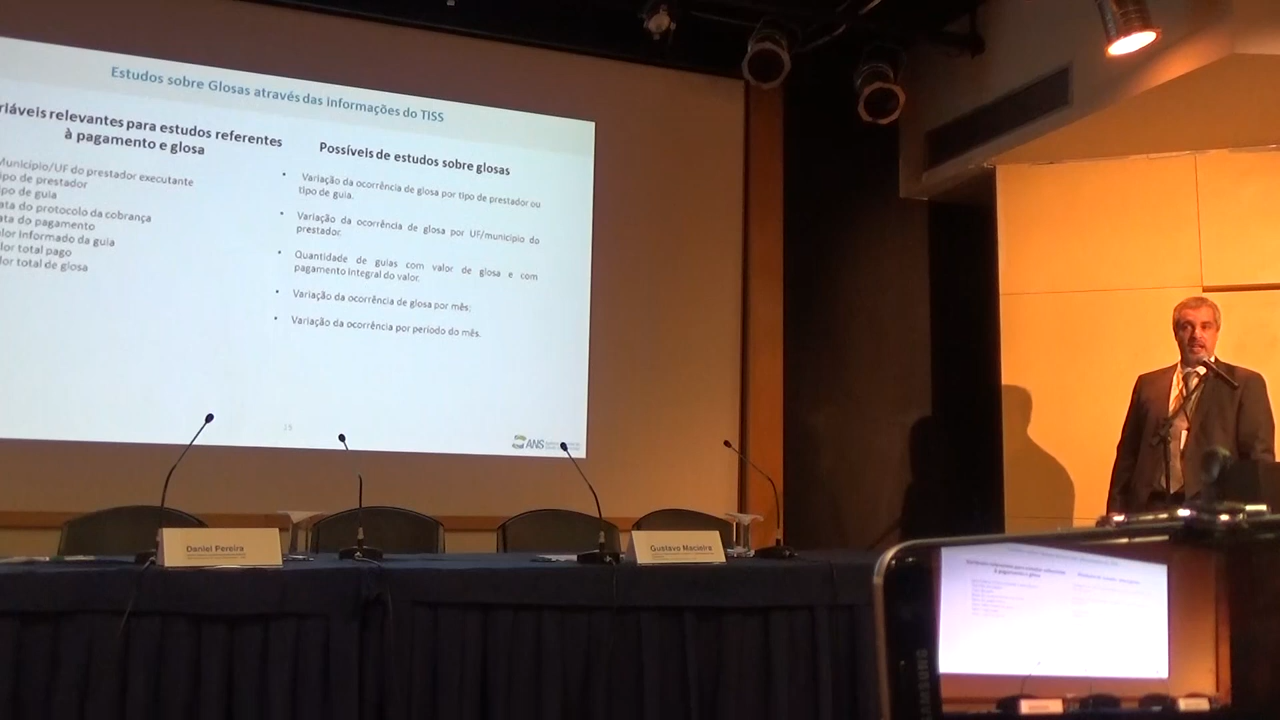 Estudos sobre Glosas através das informações do TISS
riáveis relevantes para estudos referentes
à pagamento e glosa
Município/UF do prestador executante
ipo de prestador
ipo de guia
ata do protocolo da cobrança
ata do pagamento
alor informado da guia
lor total pago
lor total de glosa
Possíveis de estudos sobre glosas
• Variação da ocorrência de glosa por tipo de prestador ou
tipo de guia.
• Variação da ocorrência de glosa por UF/município do
prestador.
• Quantidade de guias com valor de glosa e com
pagamento integral do valor.
• Variação da ocorrência de glosa por mês;
• Variação da ocorrência por período do mês.
19
ANS
Daniel Pereira
Gustavo Macieira
SAMSUNG